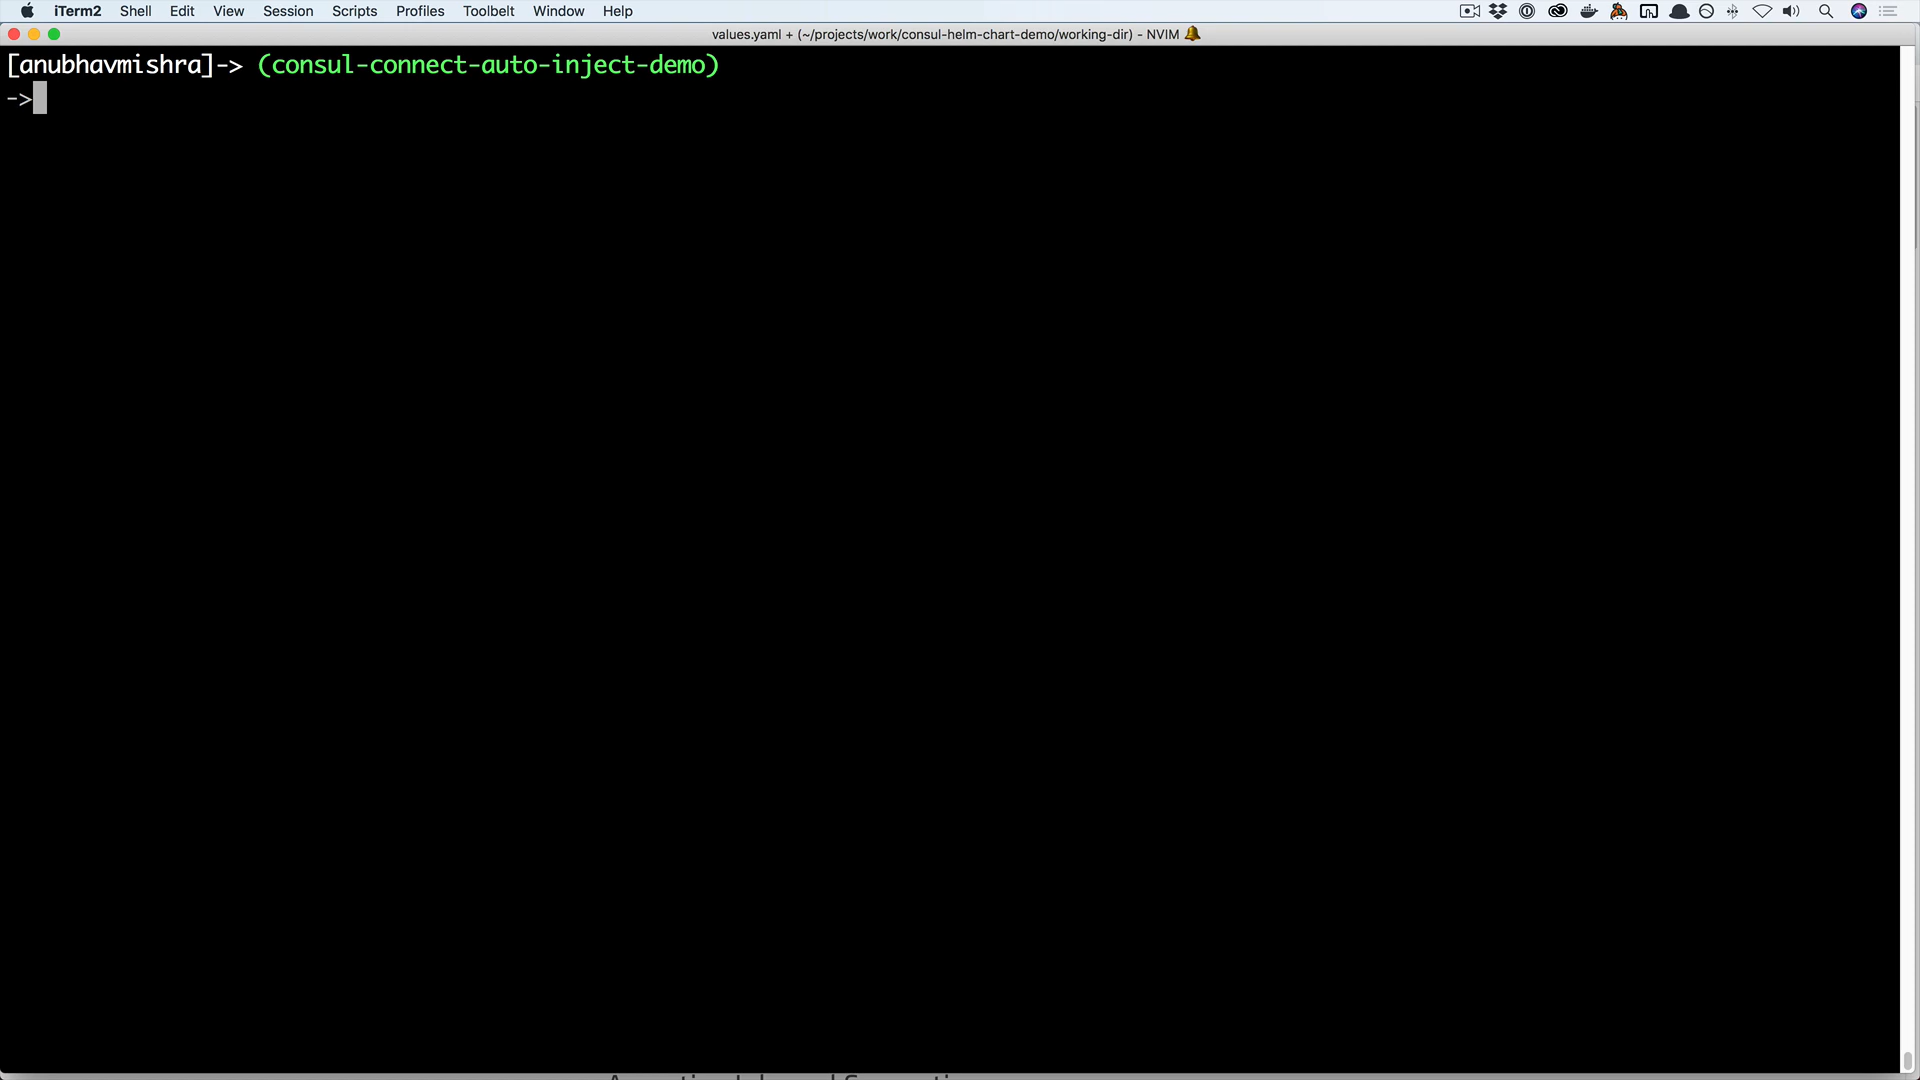 iTerm2 Shell Edit View Session Scripts Profiles Toolbelt Window Help
values.yaml + (~/projects/work/consul-helm-chart-demo/working-dir) - NVIM
[anubhavmishra]-> (consul-connect-auto-inject-demo)
->